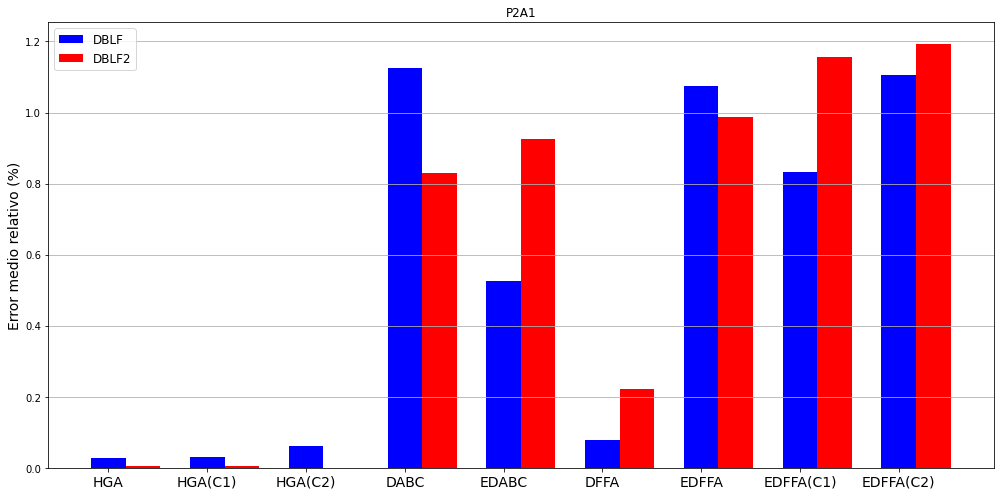 P2A1
DBLF
DBLF2
Error medio relativo (%)
1.2
1.0
0.8
0.6
0.4
0.2
0.0
HGA HGA(C1) HGA(C2) DABC EDABC DFFA EDFFA EDFFA(C1) EDFFA(C2)